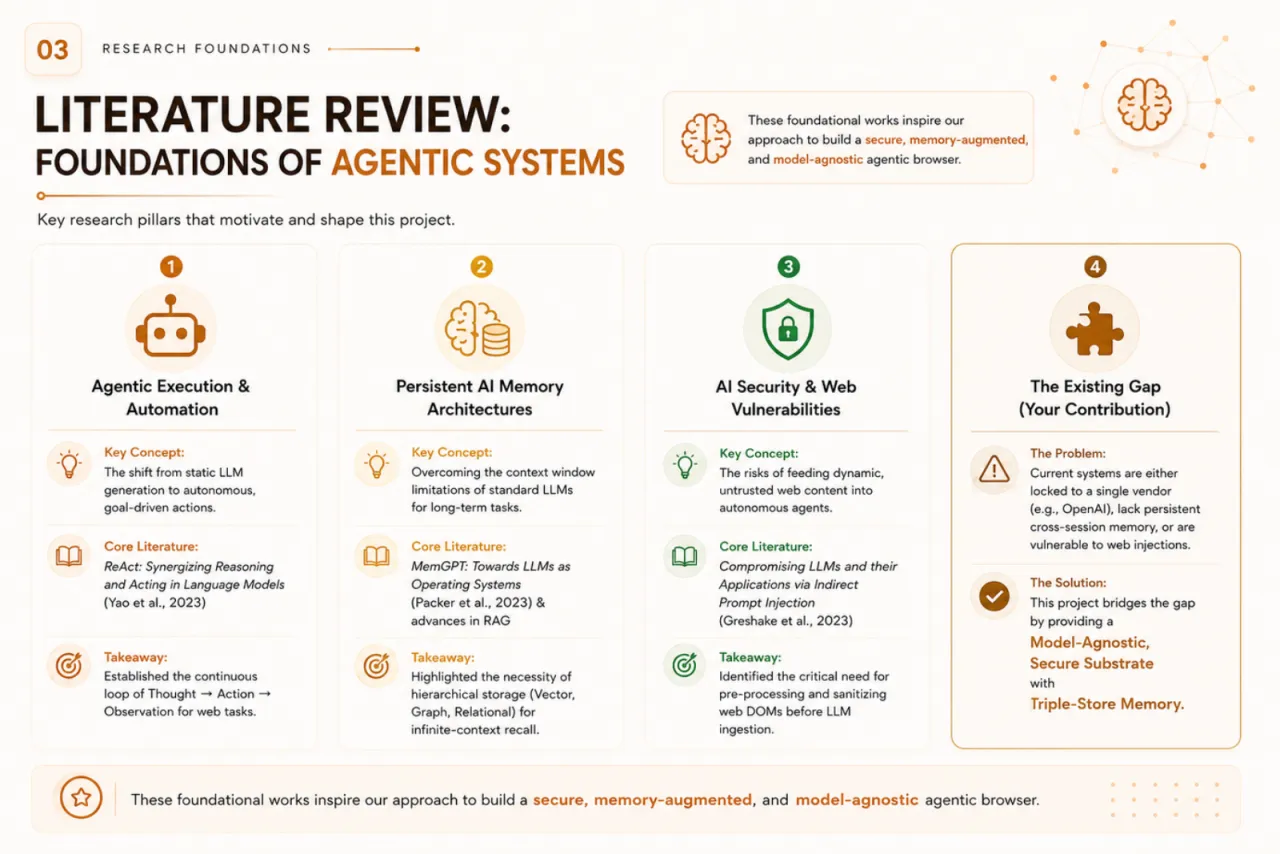 03
RESEARCH FOUNDATIONS
LITERATURE REVIEW:
FOUNDATIONS OF AGENTIC SYSTEMS
Key research pillars that motivate and shape this project.
These foundational works inspire our
approach to build a secure, memory-augmented,
and model-agnostic agentic browser.
1
Agentic Execution &
Automation
Key Concept:
The shift from static LLM
generation to autonomous,
goal-driven actions.
Core Literature:
ReAct: Synergizing Reasoning
and Acting in Language Models
(Yao et al., 2023)
Takeaway:
Established the continuous
loop of Thought → Action →
Observation for web tasks.
2
Persistent AI Memory
Architectures
Key Concept:
Overcoming the context window
limitations of standard LLMs
for long-term tasks.
Core Literature:
MemGPT: Towards LLMs as
Operating Systems
(Packer et al., 2023) &
advances in RAG
Takeaway:
Highlighted the necessity of
hierarchical storage (Vector,
Graph, Relational) for
infinite-context recall.
3
AI Security & Web
Vulnerabilities
Key Concept:
The risks of feeding dynamic,
untrusted web content into
autonomous agents.
Core Literature:
Compromising LLMs and their
Applications via Indirect
Prompt Injection
(Greshake et al., 2023)
Takeaway:
Identified the critical need for
pre-processing and sanitizing
web DOMs before LLM
ingestion.
4
The Existing Gap
(Your Contribution)
The Problem:
Current systems are either
locked to a single vendor
(e.g., OpenAI), lack persistent
cross-session memory, or are
vulnerable to web injections.
The Solution:
This project bridges the gap
by providing a
Model-Agnostic,
Secure Substrate
with
Triple-Store Memory.
These foundational works inspire our approach to build a secure, memory-augmented, and model-agnostic agentic browser.